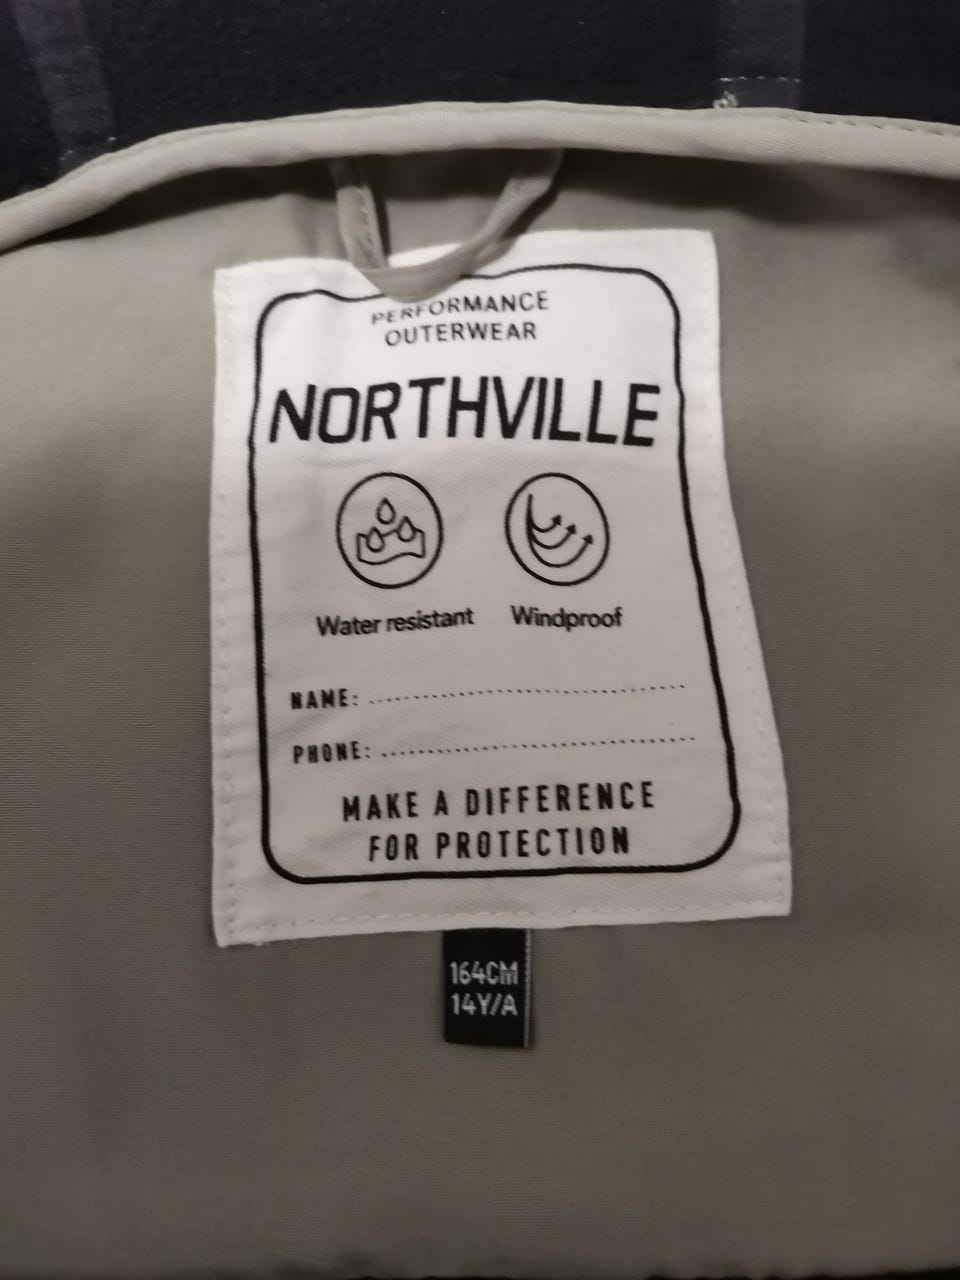 PERFORMANCE
OUTERWEAR
NORTHVILLE
Water resistant Windproof
NAME: ................................................
PHONE: ................................................
MAKE A DIFFERENCE
FOR PROTECTION
164CM
14Y/A